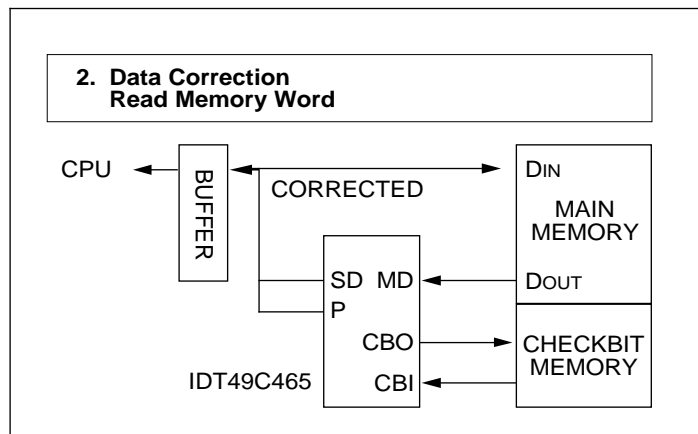 2. Data Correction
Read Memory Word
CPU
BUFFER
CORRECTED
DIN
MAIN
MEMORY
DOUT
SD MD
P
CBO
CBI
CHECKBIT
MEMORY
IDT49C465